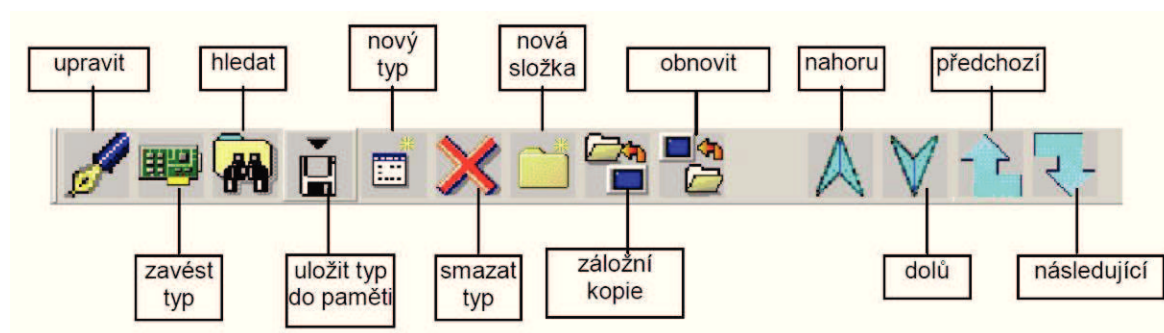 upravit
hledat
nový
typ
nová
složka
obnovit
nahoru
předchozí
zavést
typ
uložit typ
do paměti
smazat
typ
záložní
kopie
dolů
následující